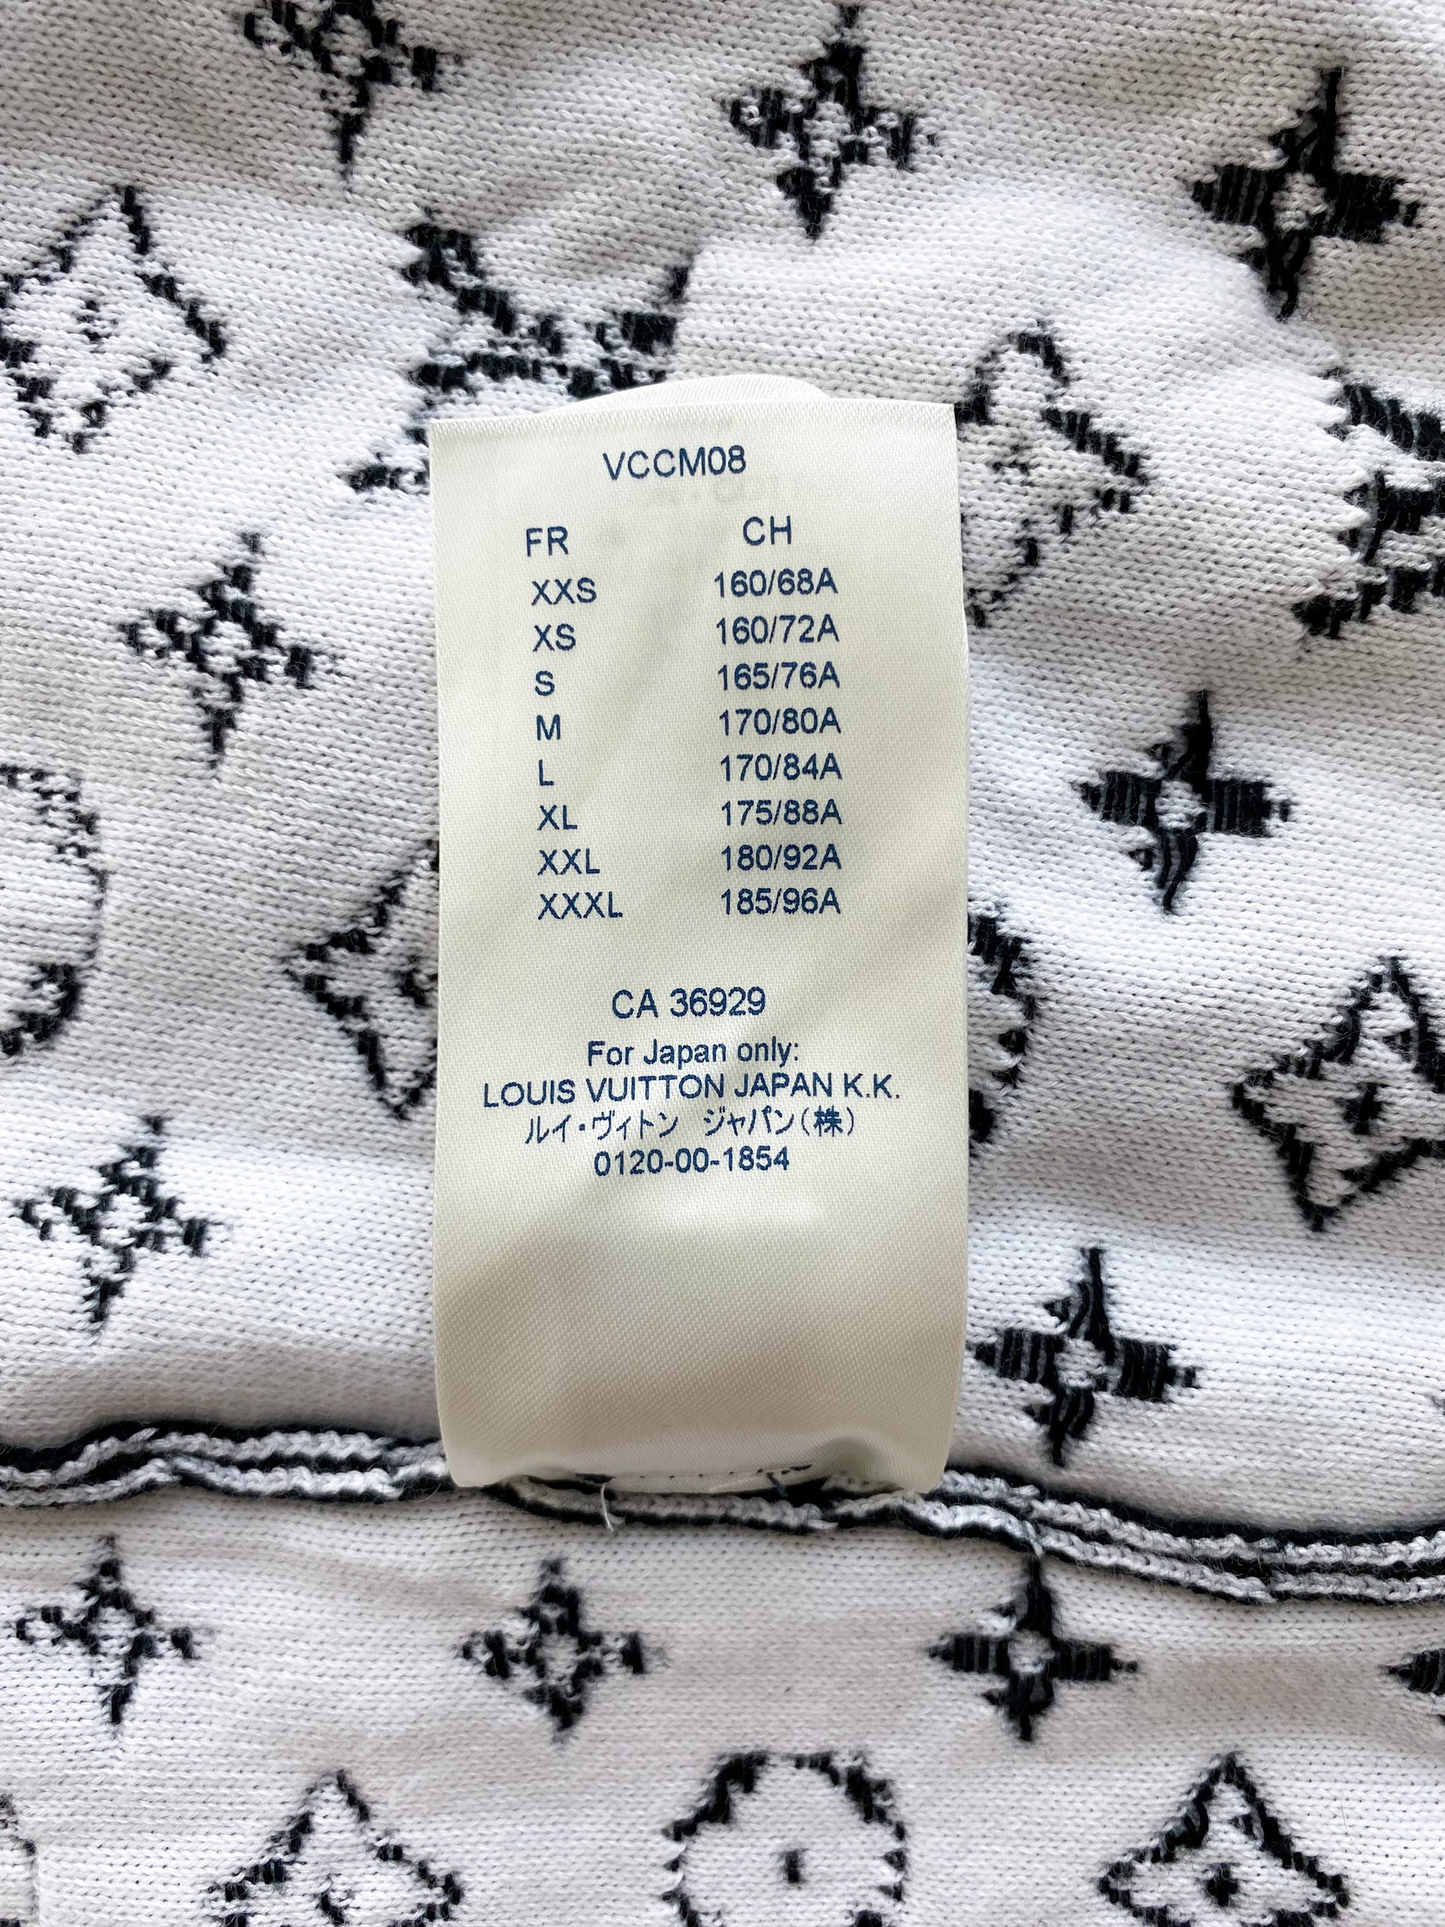 VCCM08
FR CH
XXS 160/68A
XS 160/72A
S 165/76A
M 170/80A
L 170/84A
XL 175/88A
XXL 180/92A
XXXL 185/96A
CA 36929
For Japan only:
LOUIS VUITTON JAPAN K.K.
ルイ・ヴィトン ジャパン(株)
0120-00-1854